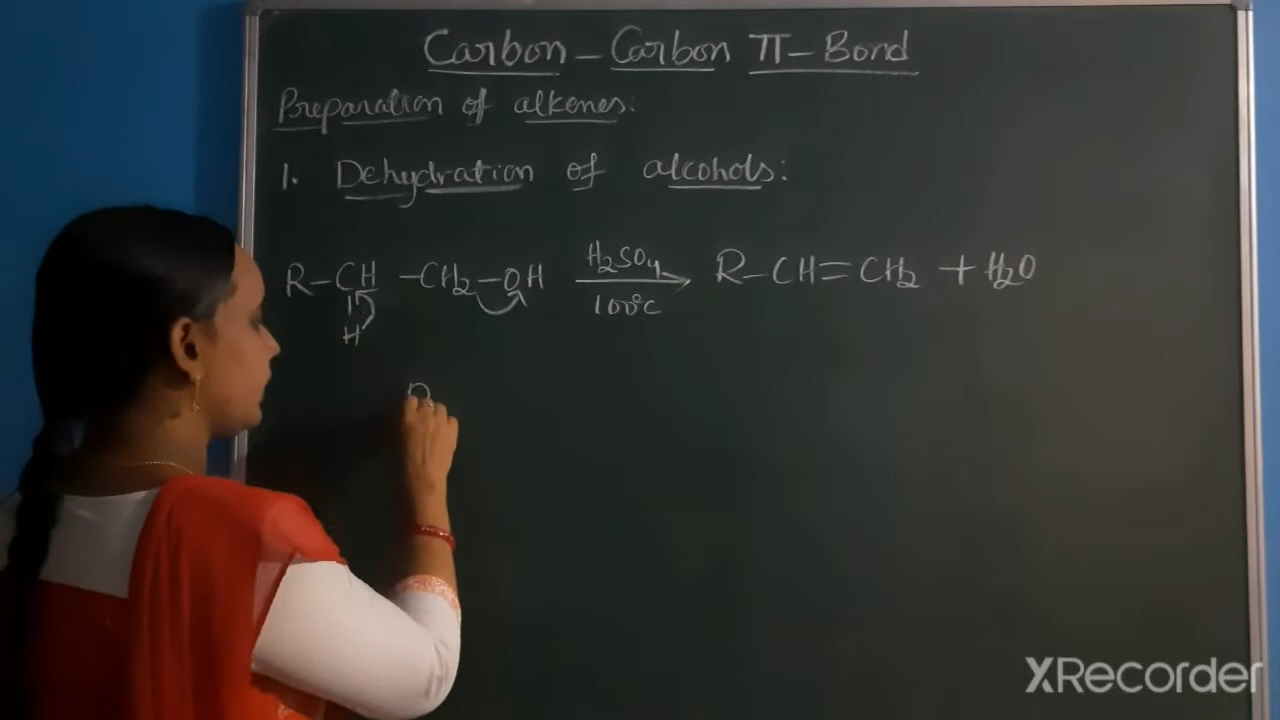 Carbon-Carbon π-Bond
Preparation of alkenes:
1. Dehydration of alcohols:
R-CH-CH₂-OH H₂SO₄ 100°C R-CH=CH₂ + H₂O
H
XRecorder